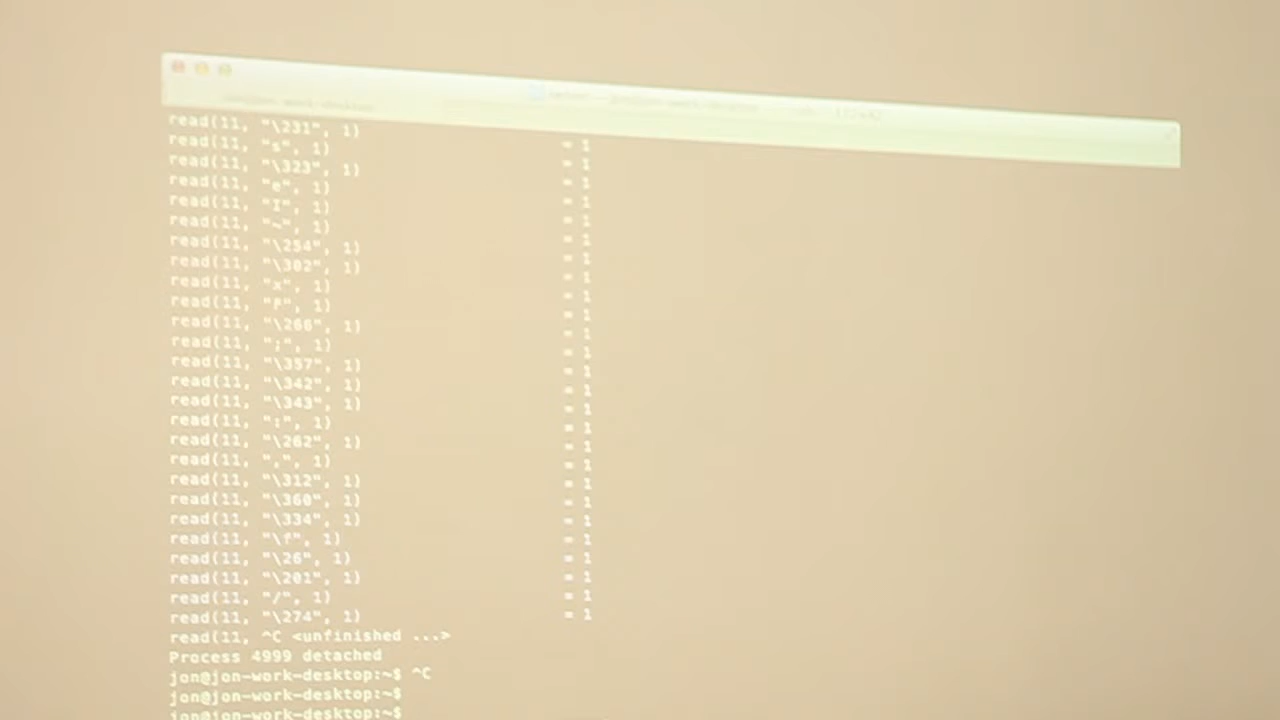 read(11, "\231", 1) = 1
read(11, "s", 1) = 1
read(11, "\323", 1) = 1
read(11, "e", 1) = 1
read(11, "I", 1) = 1
read(11, "~", 1) = 1
read(11, "\254", 1) = 1
read(11, "\302", 1) = 1
read(11, "x", 1) = 1
read(11, "P", 1) = 1
read(11, "\266", 1) = 1
read(11, ";", 1) = 1
read(11, "\357", 1) = 1
read(11, "\342", 1) = 1
read(11, "\343", 1) = 1
read(11, ":", 1) = 1
read(11, "\262", 1) = 1
read(11, ".", 1) = 1
read(11, "\312", 1) = 1
read(11, "\360", 1) = 1
read(11, "\334", 1) = 1
read(11, "\f", 1) = 1
read(11, "\26", 1) = 1
read(11, "\201", 1) = 1
read(11, "/", 1) = 1
read(11, "\274", 1) = 1
read(11, ^C <unfinished ...>
Process 4999 detached
jon@jon-work-desktop:~$ ^C
jon@jon-work-desktop:~$
jon@jon-work-desktop:~$